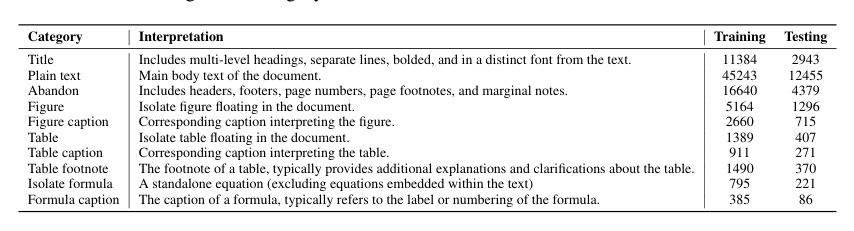 Category Interpretation Training Testing
Title Includes multi-level headings, separate lines, bolded, and in a distinct font from the text. 11384 2943
Plain text Main body text of the document. 45243 12455
Abandon Includes headers, footers, page numbers, page footnotes, and marginal notes. 16640 4379
Figure Isolate figure floating in the document. 5164 1296
Figure caption Corresponding caption interpreting the figure. 2660 715
Table Isolate table floating in the document. 1389 407
Table caption Corresponding caption interpreting the table. 911 271
Table footnote The footnote of a table, typically provides additional explanations and clarifications about the table. 1490 370
Isolate formula A standalone equation (excluding equations embedded within the text) 795 221
Formula caption The caption of a formula, typically refers to the label or numbering of the formula. 385 86